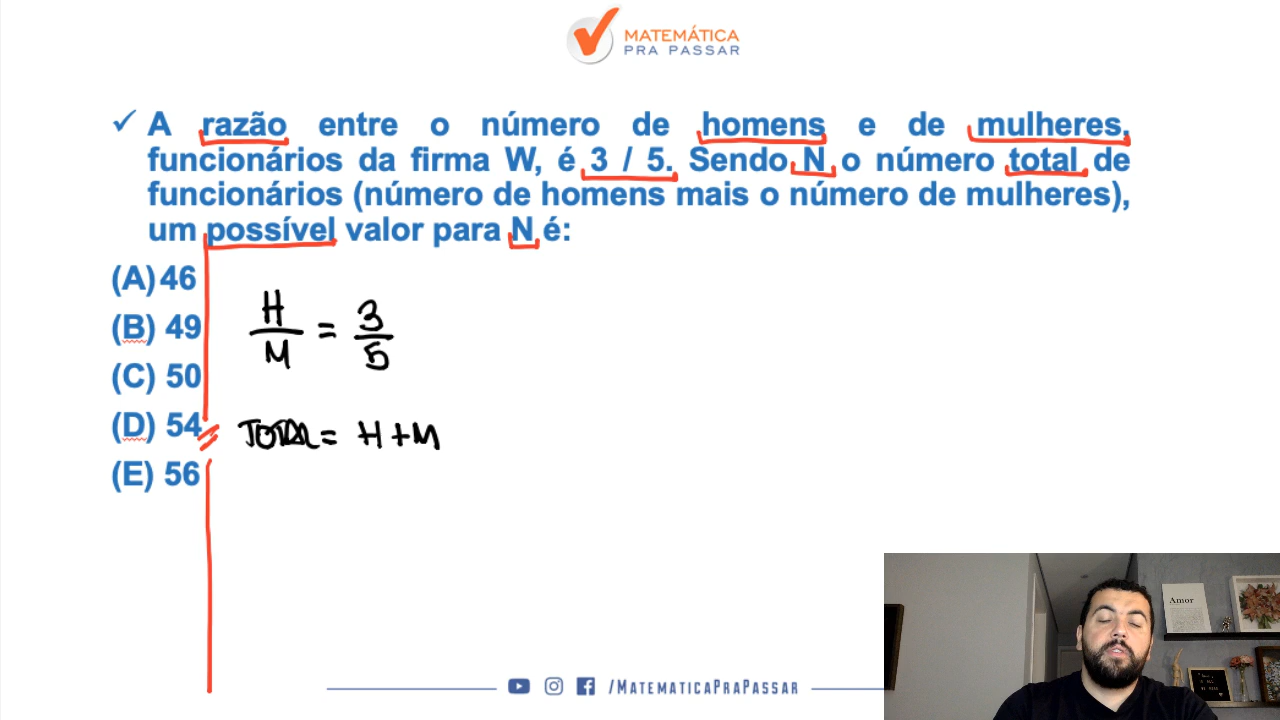 MATEMÁTICA
PRA PASSAR
A razão entre o número de homens e de mulheres,
funcionários da firma W, é 3 / 5. Sendo N o número total de
funcionários (número de homens mais o número de mulheres),
um possível valor para N é:
(A) 46
(B) 49
(C) 50
(D) 54
(E) 56
H/M = 3/5
TOTAL = H + M
/MATEMATICAPRAPASSAR
Amor